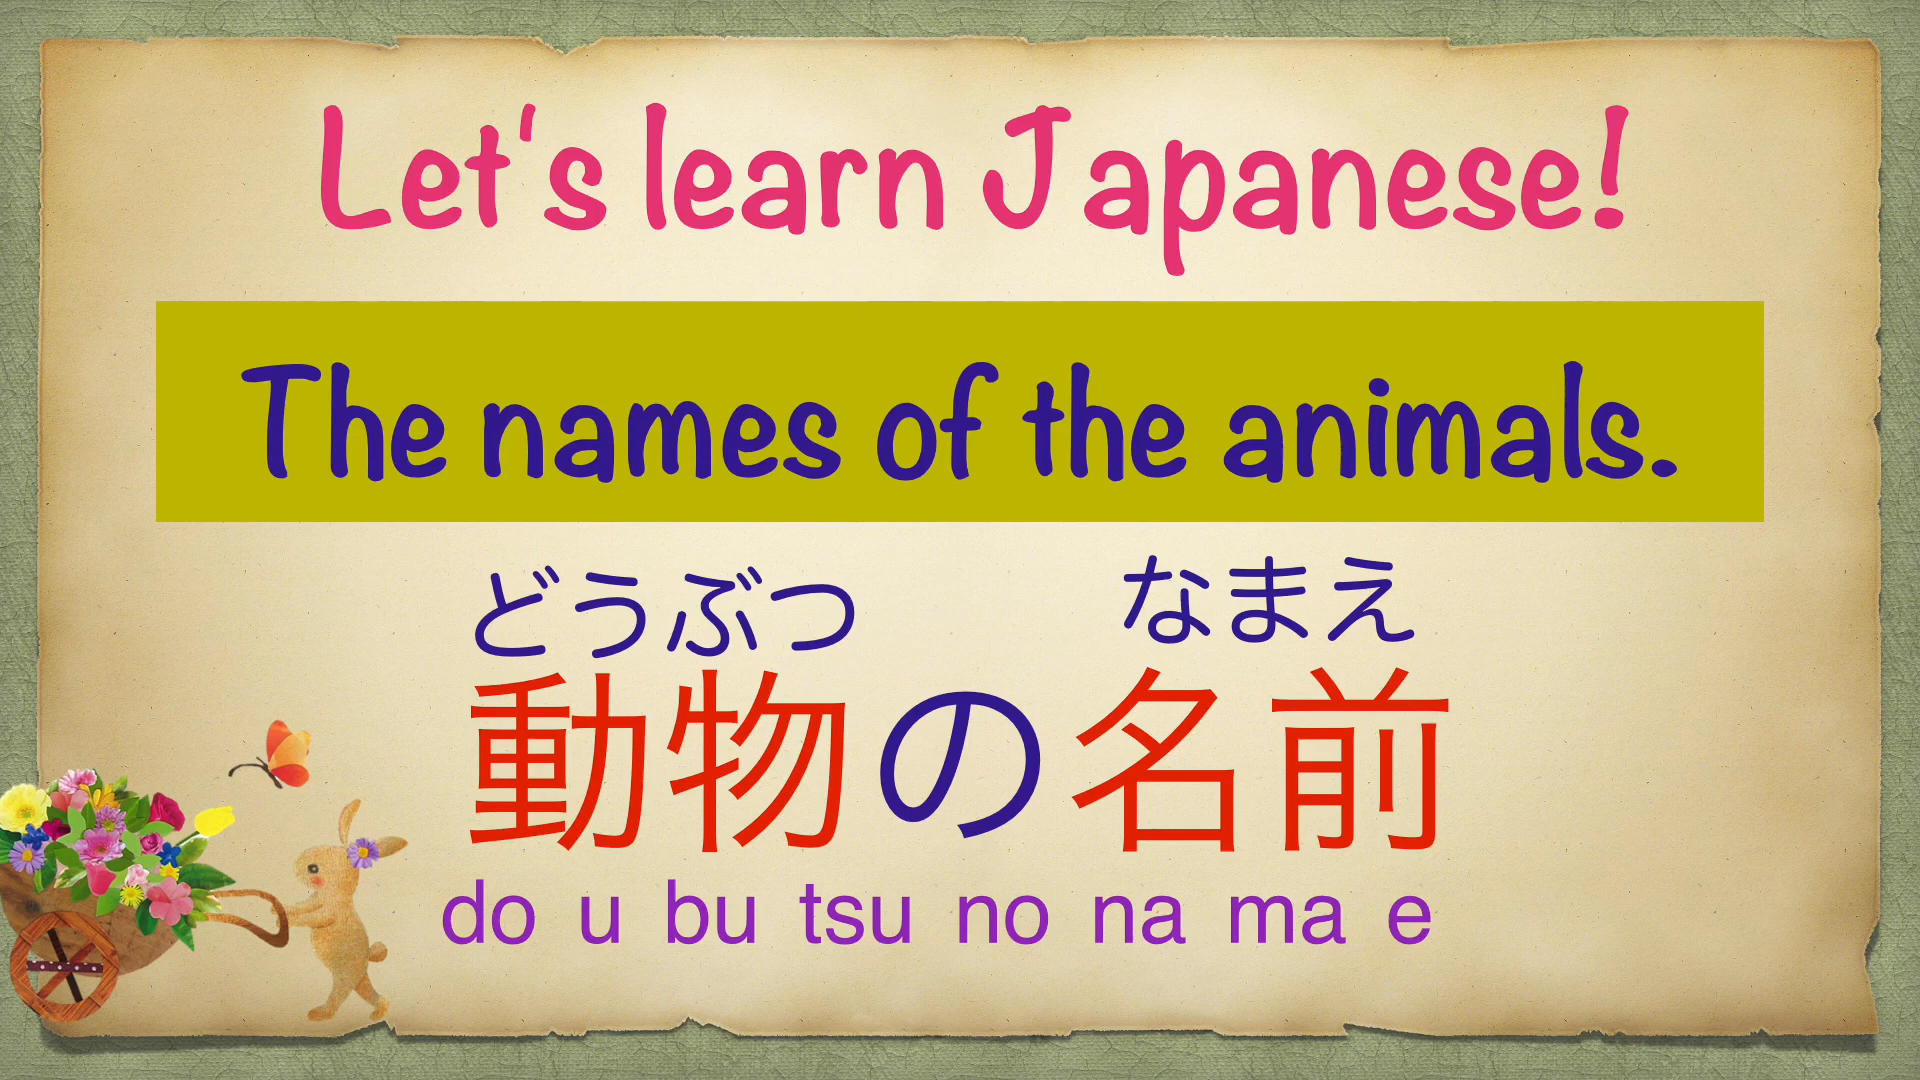 Let's learn Japanese!
The names of the animals.
どうぶつ なまえ
動物の名前
do u bu tsu no na ma e